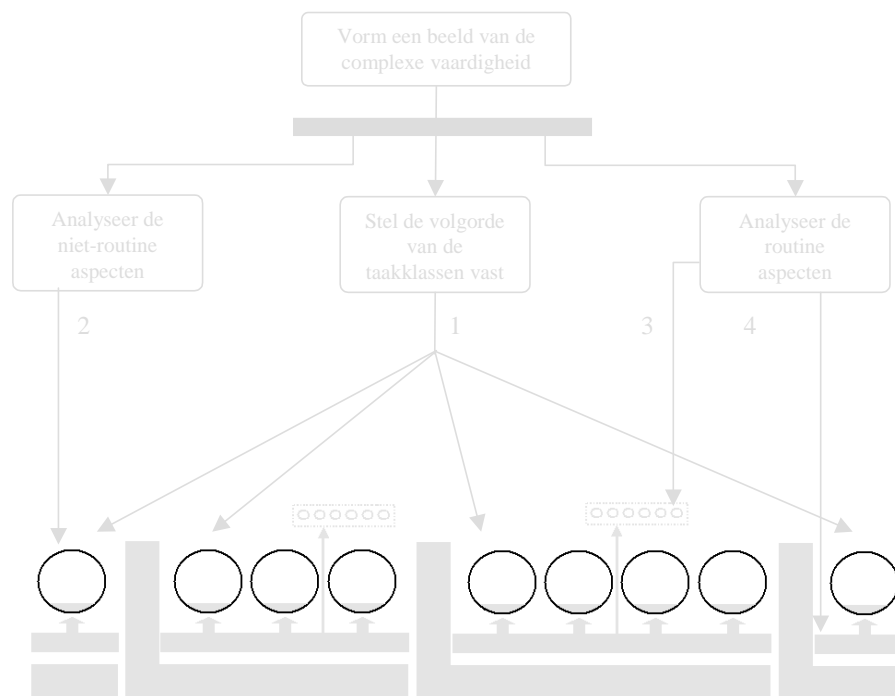 Vorm een beeld van de
complexe vaardigheid
Analyseer de
niet-routine
aspecten
Stel de volgorde
van de
taakklassen vast
Analyseer de
routine
aspecten
2
1
3
4